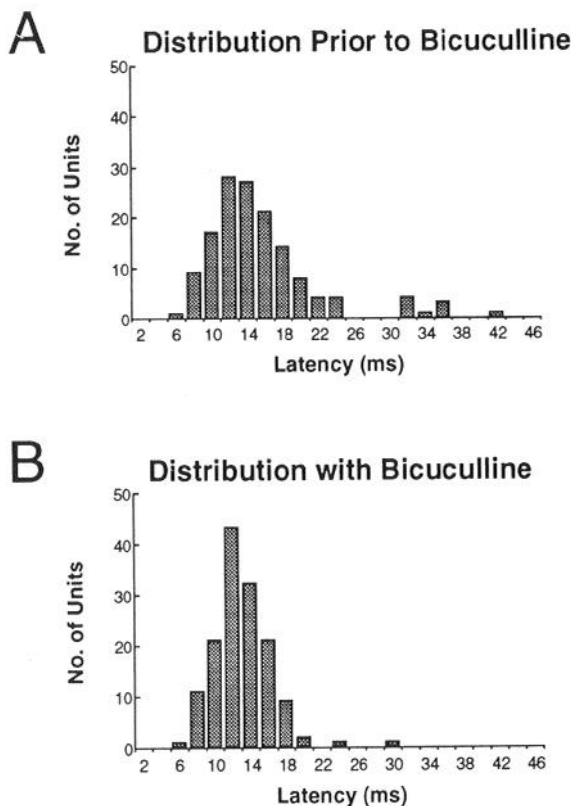 A
Distribution Prior to Bicuculline
50
40
30
20
10
0
No. of Units
2 6 10 14 18 22 26 30 34 38 42 46
Latency (ms)
B
Distribution with Bicuculline
50
40
30
20
10
0
No. of Units
2 6 10 14 18 22 26 30 34 38 42 46
Latency (ms)